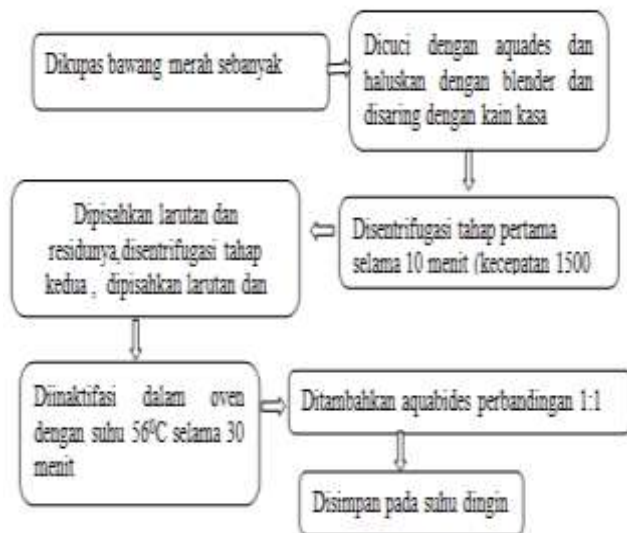 Dikupas bawang merah sebanyak
Dicuci dengan aquades dan
haluskan dengan blender dan
disaring dengan kain kasa
Disentrifugasi tahap pertama
selama 10 menit (kecepatan 1500
Dipisahkan larutan dan
residunya,disentrifugasi tahap
kedua , dipisahkan larutan dan
Diinaktifasi dalam oven
dengan suhu 56⁰C selama 30
menit
Ditambahkan aquabides perbandingan 1:1
Disimpan pada suhu dingin